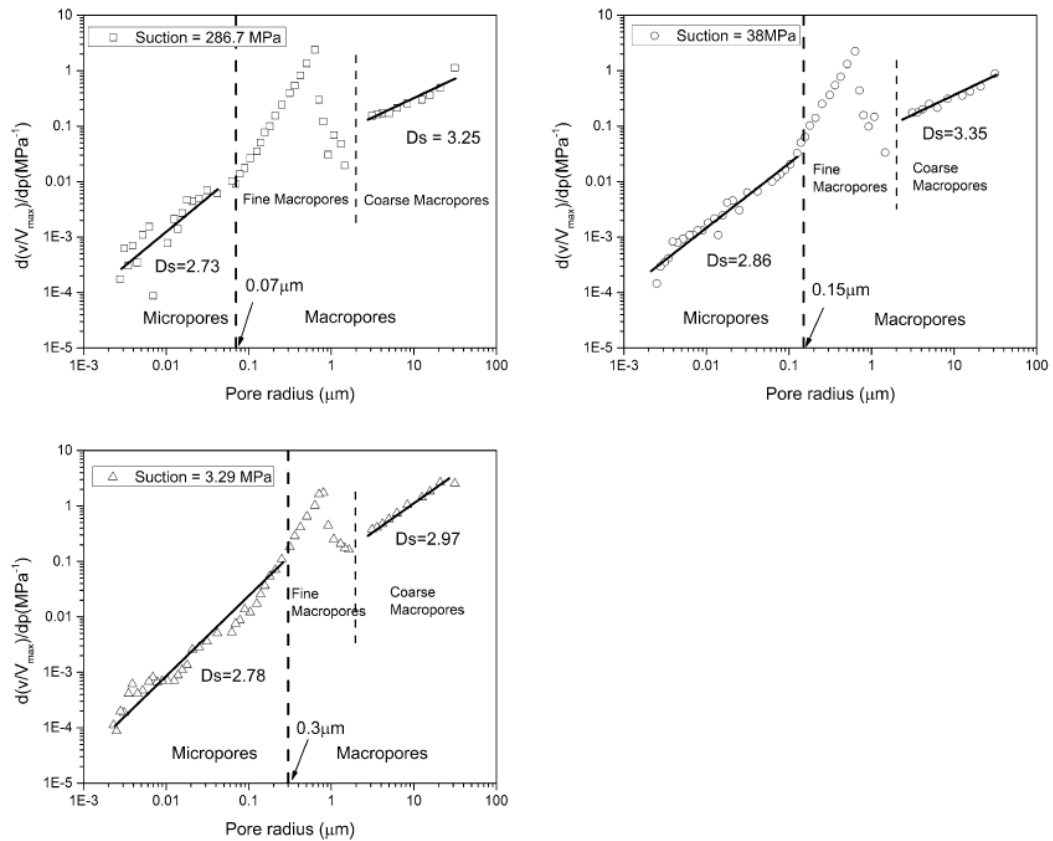 Suction = 286.7 MPa
d(v/Vmax)/dp(MPa⁻¹)
10
1
0.1
0.01
1E-3
1E-4
1E-5
Ds = 3.25
Fine Macropores
Coarse Macropores
Ds=2.73
0.07μm
Micropores
Macropores
1E-3 0.01 0.1 1 10 100
Pore radius (μm)
Suction = 38MPa
d(v/Vmax)/dp(MPa⁻¹)
10
1
0.1
0.01
1E-3
1E-4
1E-5
Ds=3.35
Fine
Macropores
Coarse
Macropores
Ds=2.86
0.15μm
Micropores
Macropores
1E-3 0.01 0.1 1 10 100
Pore radius (μm)
Suction = 3.29 MPa
d(v/Vmax)/dp(MPa⁻¹)
10
1
0.1
0.01
1E-3
1E-4
1E-5
Ds=2.97
Fine
Macropores
Coarse
Macropores
Ds=2.78
0.3μm
Micropores
Macropores
1E-3 0.01 0.1 1 10 100
Pore radius (μm)